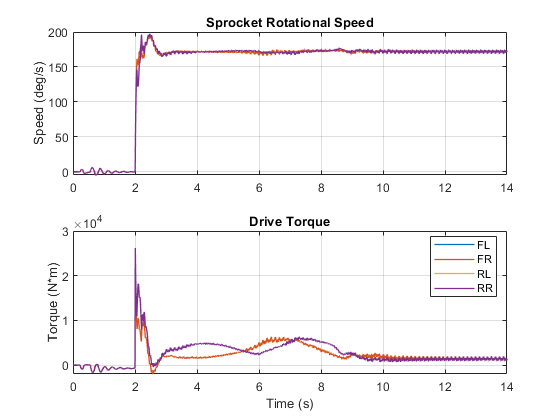 Sprocket Rotational Speed
200
150
100
50
0
Speed (deg/s)
0 2 4 6 8 10 12 14
Drive Torque
×10⁴
3
2
1
0
Torque (N*m)
FL
FR
RL
RR
0 2 4 6 8 10 12 14
Time (s)